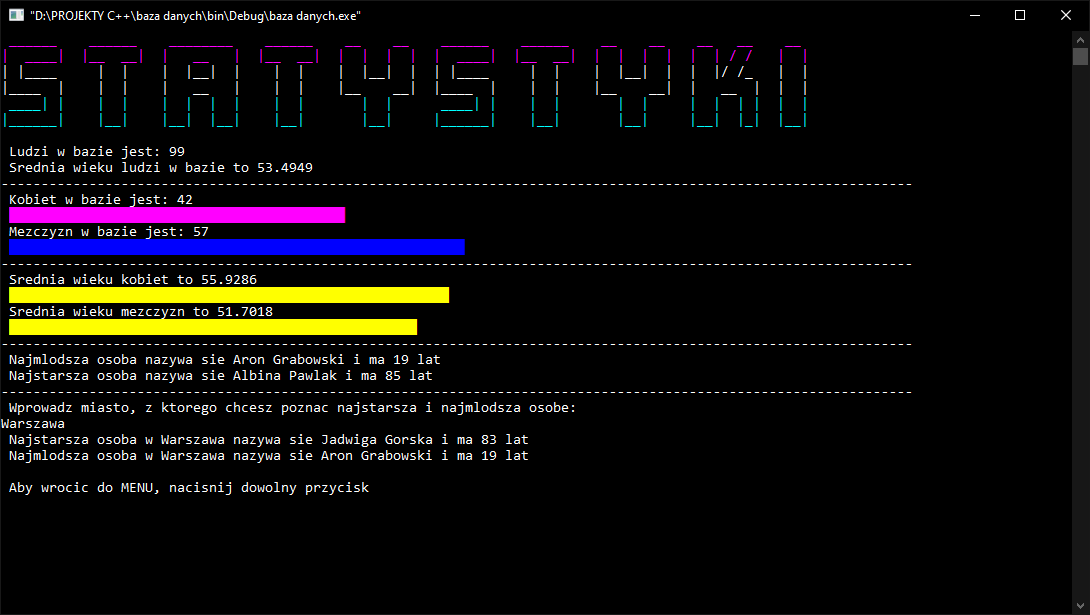 "D:\PROJEKTY C++\baza danych\bin\Debug\baza danych.exe"
STATYSTYKI
Ludzi w bazie jest: 99
Srednia wieku ludzi w bazie to 53.4949
Kobiet w bazie jest: 42
Mezczyzn w bazie jest: 57
Srednia wieku kobiet to 55.9286
Srednia wieku mezczyzn to 51.7018
Najmlodsza osoba nazywa sie Aron Grabowski i ma 19 lat
Najstarsza osoba nazywa sie Albina Pawlak i ma 85 lat
Wprowadz miasto, z ktorego chcesz poznac najstarsza i najmlodsza osobe:
Warszawa
Najstarsza osoba w Warszawa nazywa sie Jadwiga Gorska i ma 83 lat
Najmlodsza osoba w Warszawa nazywa sie Aron Grabowski i ma 19 lat
Aby wrocic do MENU, nacisnij dowolny przycisk